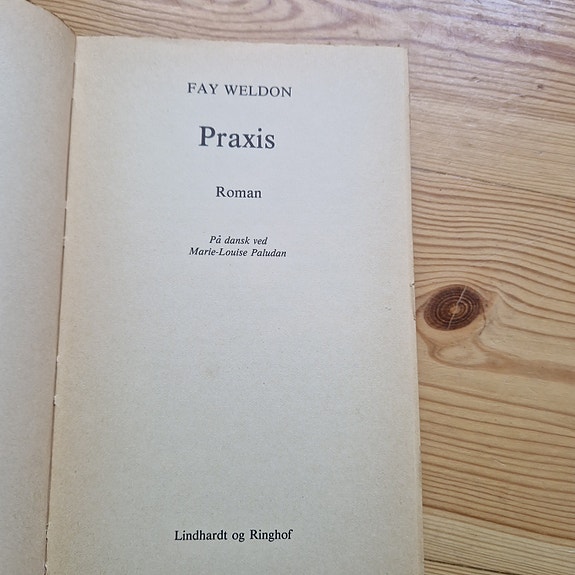 FAY WELDON
Praxis
Roman
På dansk ved
Marie-Louise Paludan
Lindhardt og Ringhof